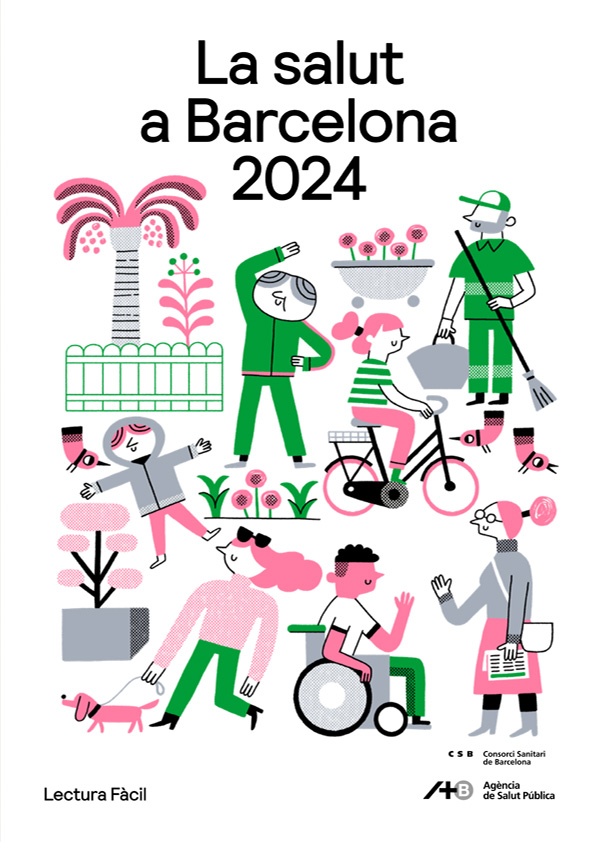 La salut
a Barcelona
2024
CSB Consorci Sanitari
de Barcelona
Lectura Fàcil
A+B Agència
de Salut Pública